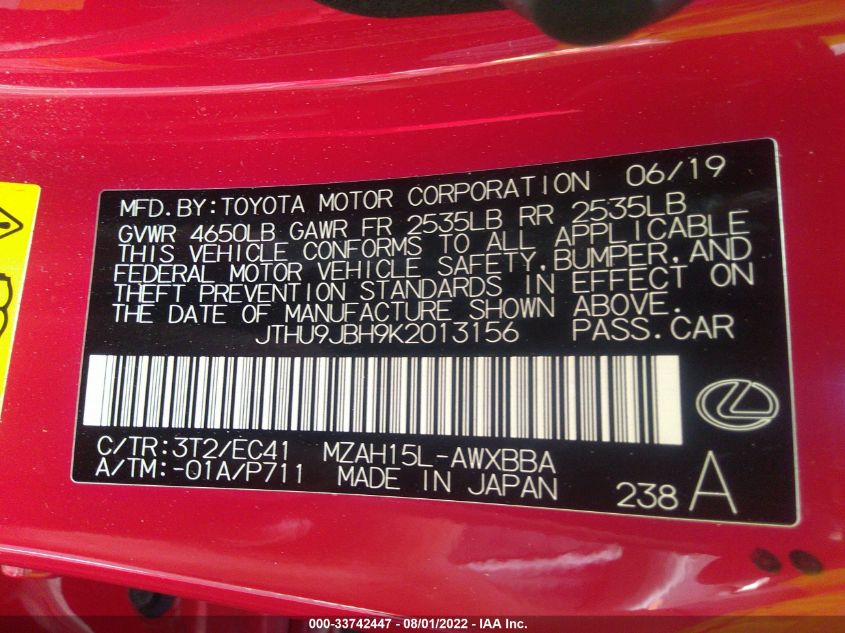 MFD.BY:TOYOTA MOTOR CORPORATION 06/19
GVWR 4650LB GAWR FR 2535LB RR 2535LB
THIS VEHICLE CONFORMS TO ALL APPLICABLE
FEDERAL MOTOR VEHICLE SAFETY,BUMPER,AND
THEFT PREVENTION STANDARDS IN EFFECT ON
THE DATE OF MANUFACTURE SHOWN ABOVE.
JTHU9JBH9K2013156 PASS.CAR
C/TR:3T2/EC41 MZAH15L-AWXBBA
A/TM:-01A/P711 MADE IN JAPAN
238 A
000-33742447 - 08/01/2022 - IAA Inc.